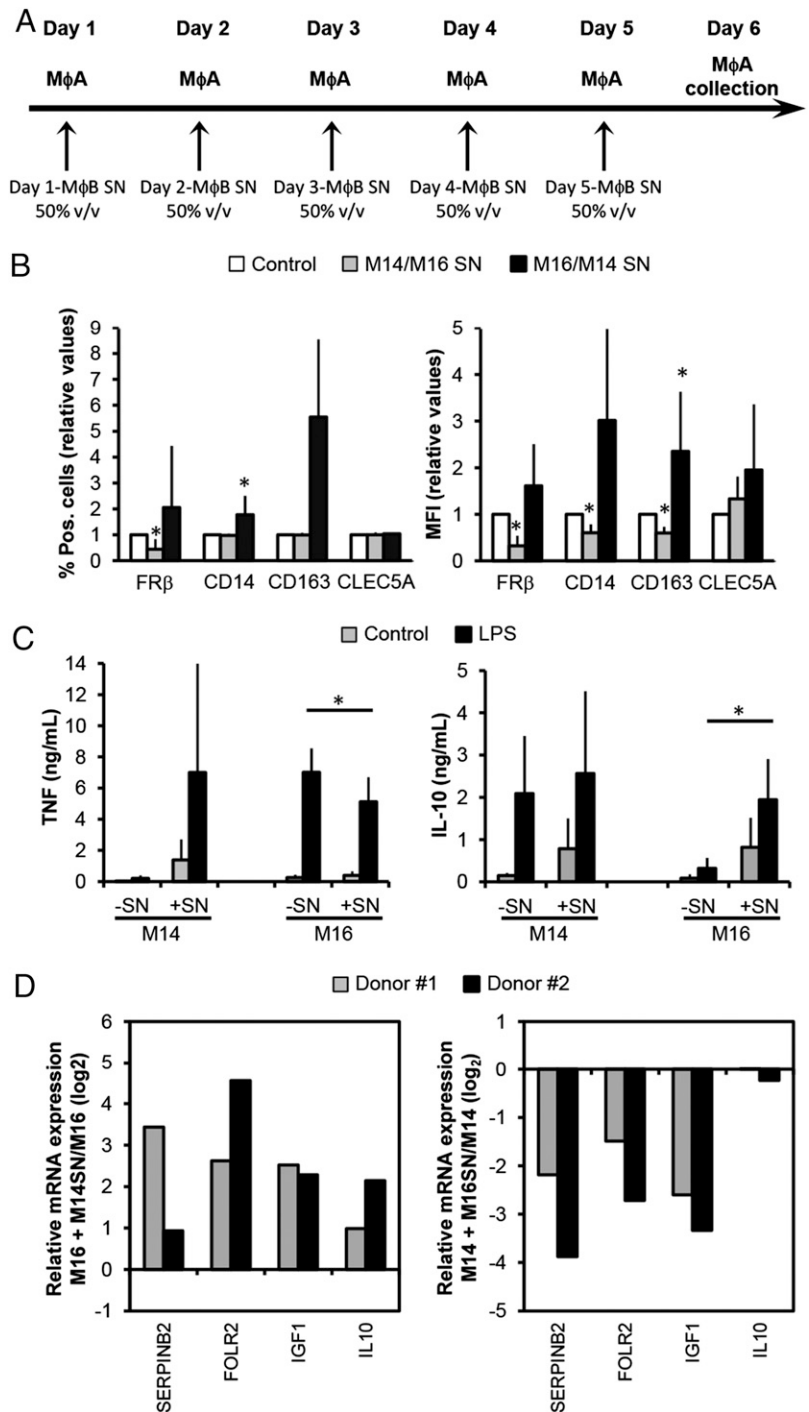 A
Day 1 Day 2 Day 3 Day 4 Day 5 Day 6
MϕA MϕA MϕA MϕA MϕA MϕA
collection
Day 1-MϕB SN Day 2-MϕB SN Day 3-MϕB SN Day 4-MϕB SN Day 5-MϕB SN
50% v/v 50% v/v 50% v/v 50% v/v 50% v/v
B
Control M14/M16 SN M16/M14 SN
% Pos. cells (relative values)
9
8
7
6
5
4
3
2
1
0
* *
FRβ CD14 CD163 CLEC5A
MFI (relative values)
5
4
3
2
1
0
* * * *
FRβ CD14 CD163 CLEC5A
C
Control LPS
TNF (ng/mL)
14
12
10
8
6
4
2
0
*
-SN +SN -SN +SN
M14 M16
IL-10 (ng/mL)
5
4
3
2
1
0
*
-SN +SN -SN +SN
M14 M16
D
Donor #1 Donor #2
Relative mRNA expression
M16 + M14SN/M16 (log2)
6
5
4
3
2
1
0
-1
SERPINB2
FOLR2
IGF1
IL10
Relative mRNA expression
M14 + M16SN/M14 (log₂)
1
0
-1
-2
-3
-4
-5
SERPINB2
FOLR2
IGF1
IL10